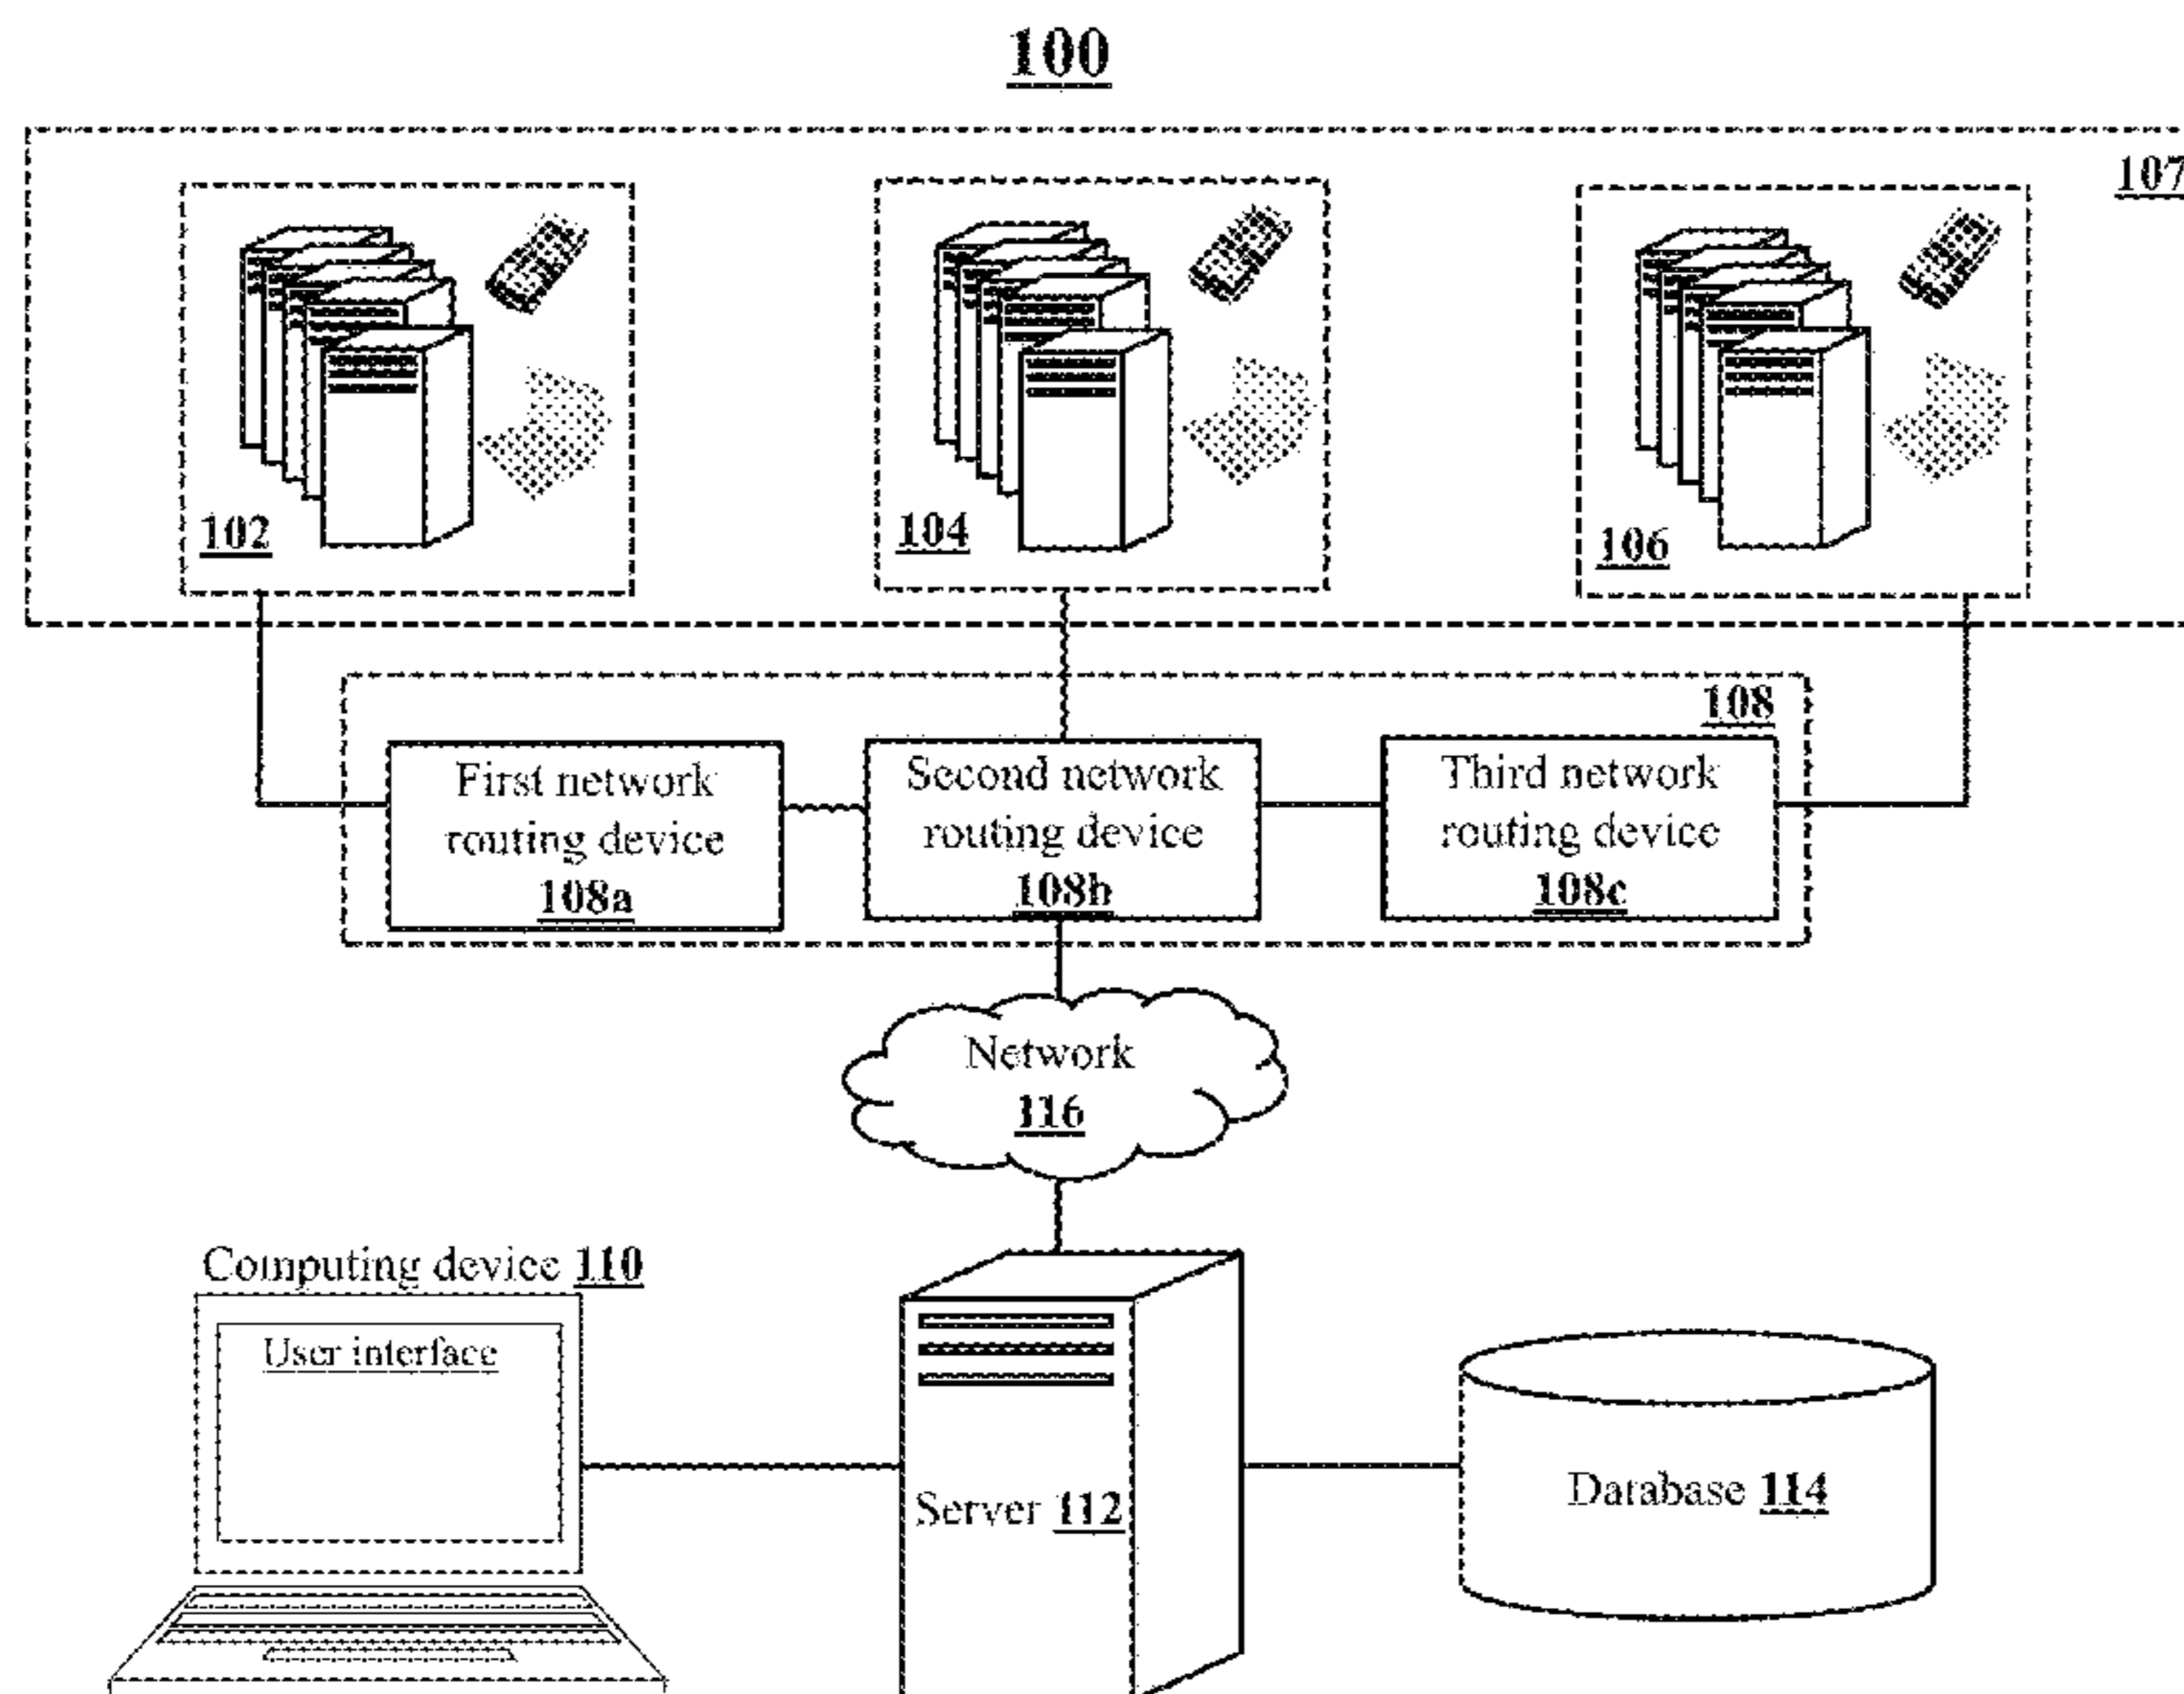 100
107
102
104
106
108
First network
routing device
108a
Second network
routing device
108b
Third network
routing device
108c
Network
116
Computing device 110
User interface
Server 112
Database 114